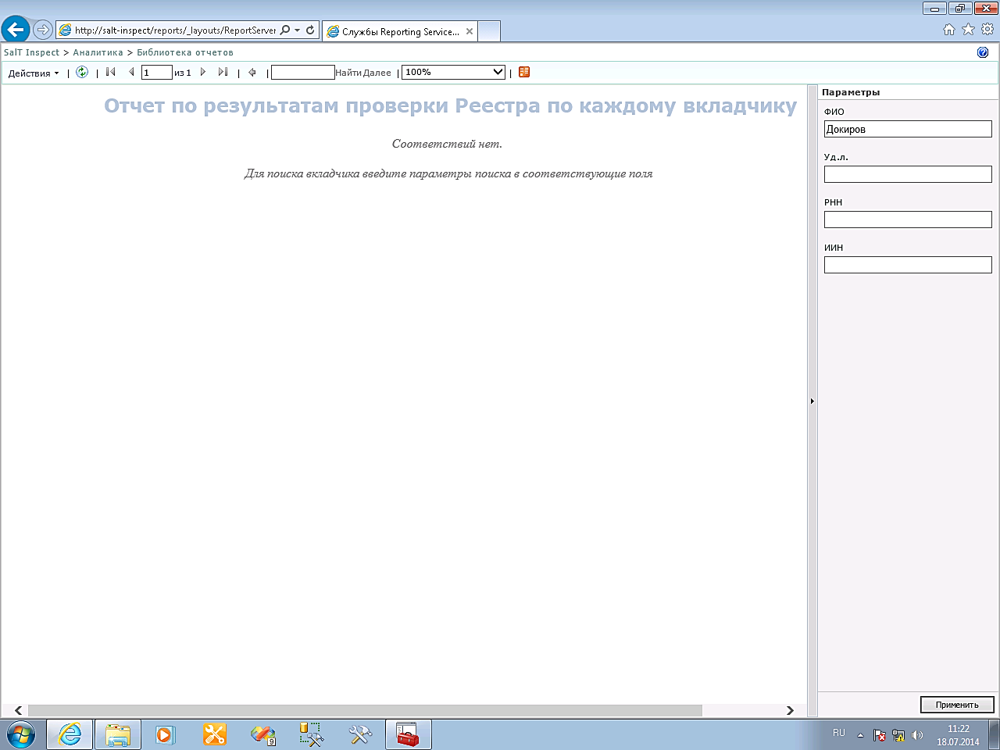 http://salt-inspect/reports/_layouts/ReportServer
Службы Reporting Service...
SalT Inspect > Аналитика > Библиотека отчетов
Действия | | 1 из 1 | | Найти Далее | 100% |
Отчет по результатам проверки Реестра по каждому вкладчику
Соответствий нет.
Для поиска вкладчика введите параметры поиска в соответствующие поля
Параметры
ФИО
Докиров
Уд.л.
РНН
ИИН
Применить
9
RU
11:22
18.07.2014